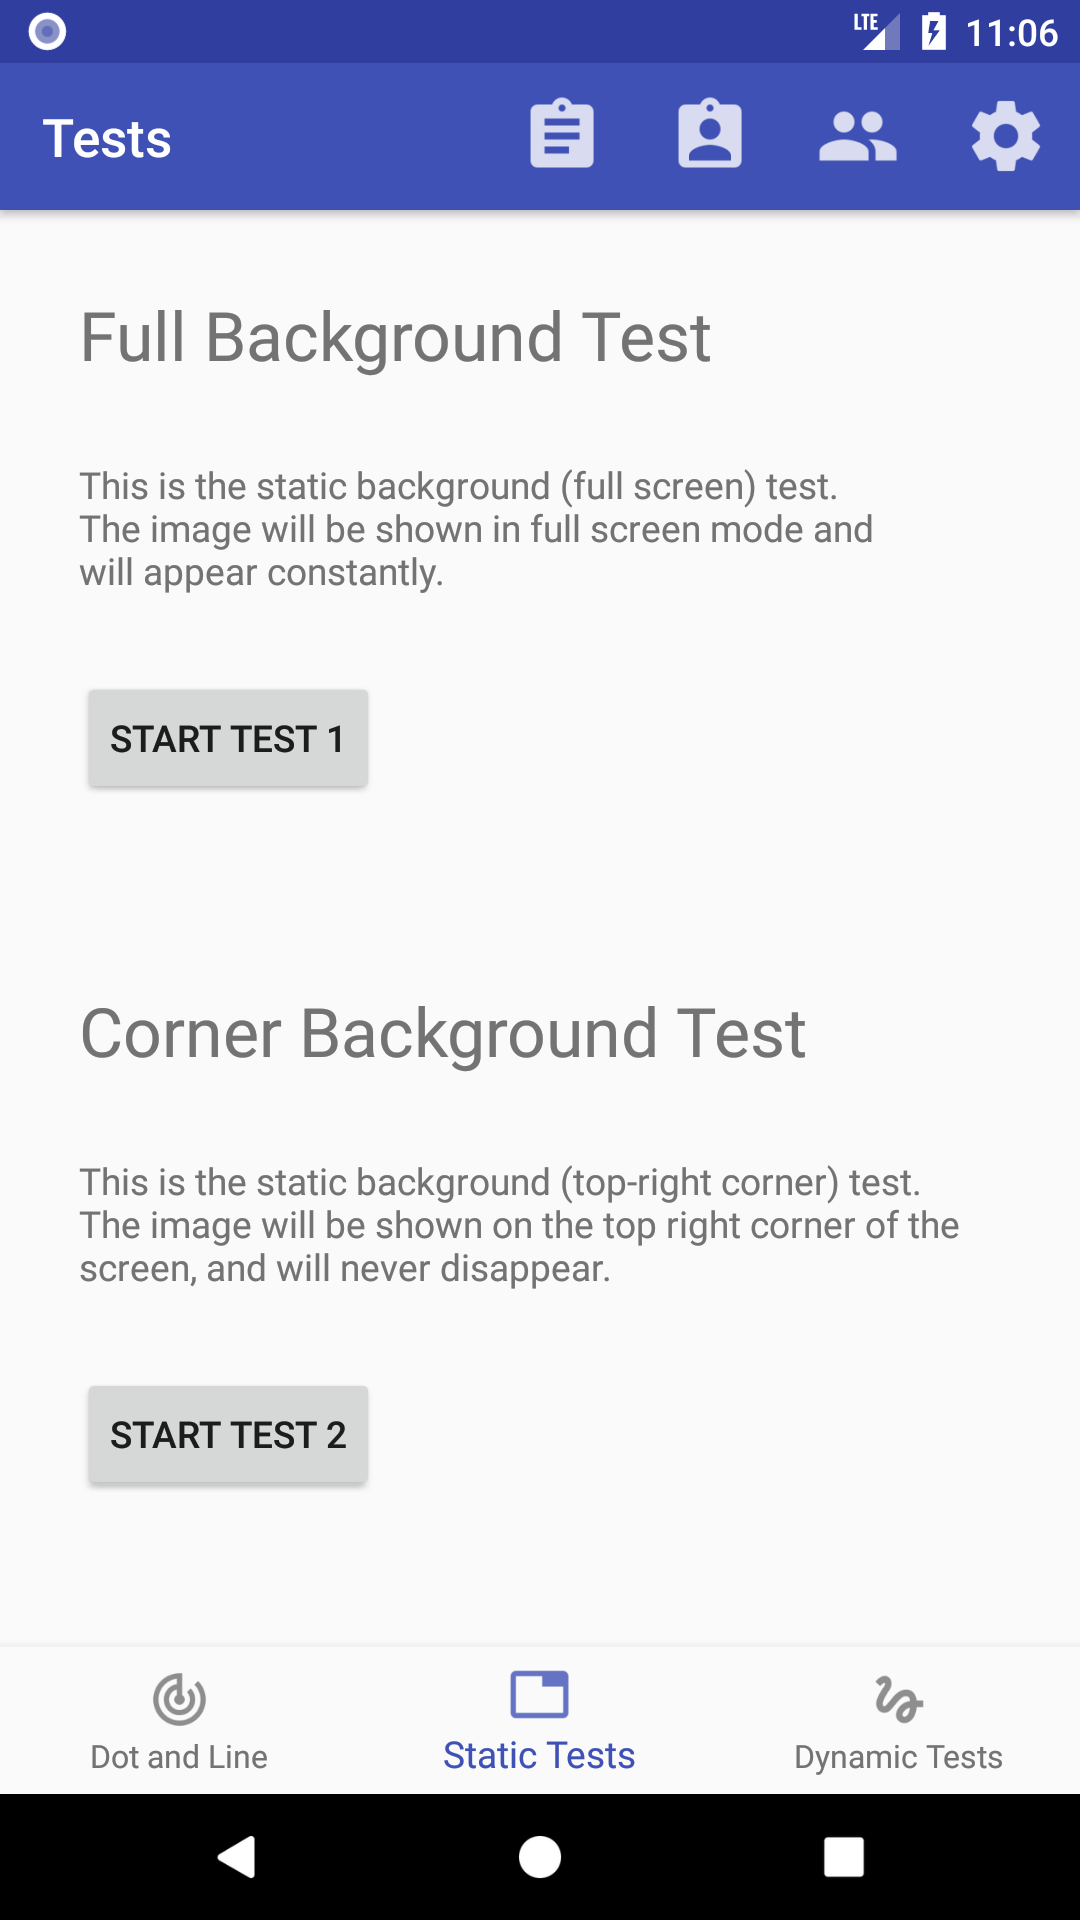 LTE 11:06
Tests
Full Background Test
This is the static background (full screen) test.
The image will be shown in full screen mode and
will appear constantly.
START TEST 1
Corner Background Test
This is the static background (top-right corner) test.
The image will be shown on the top right corner of the
screen, and will never disappear.
START TEST 2
Dot and Line
Static Tests
Dynamic Tests